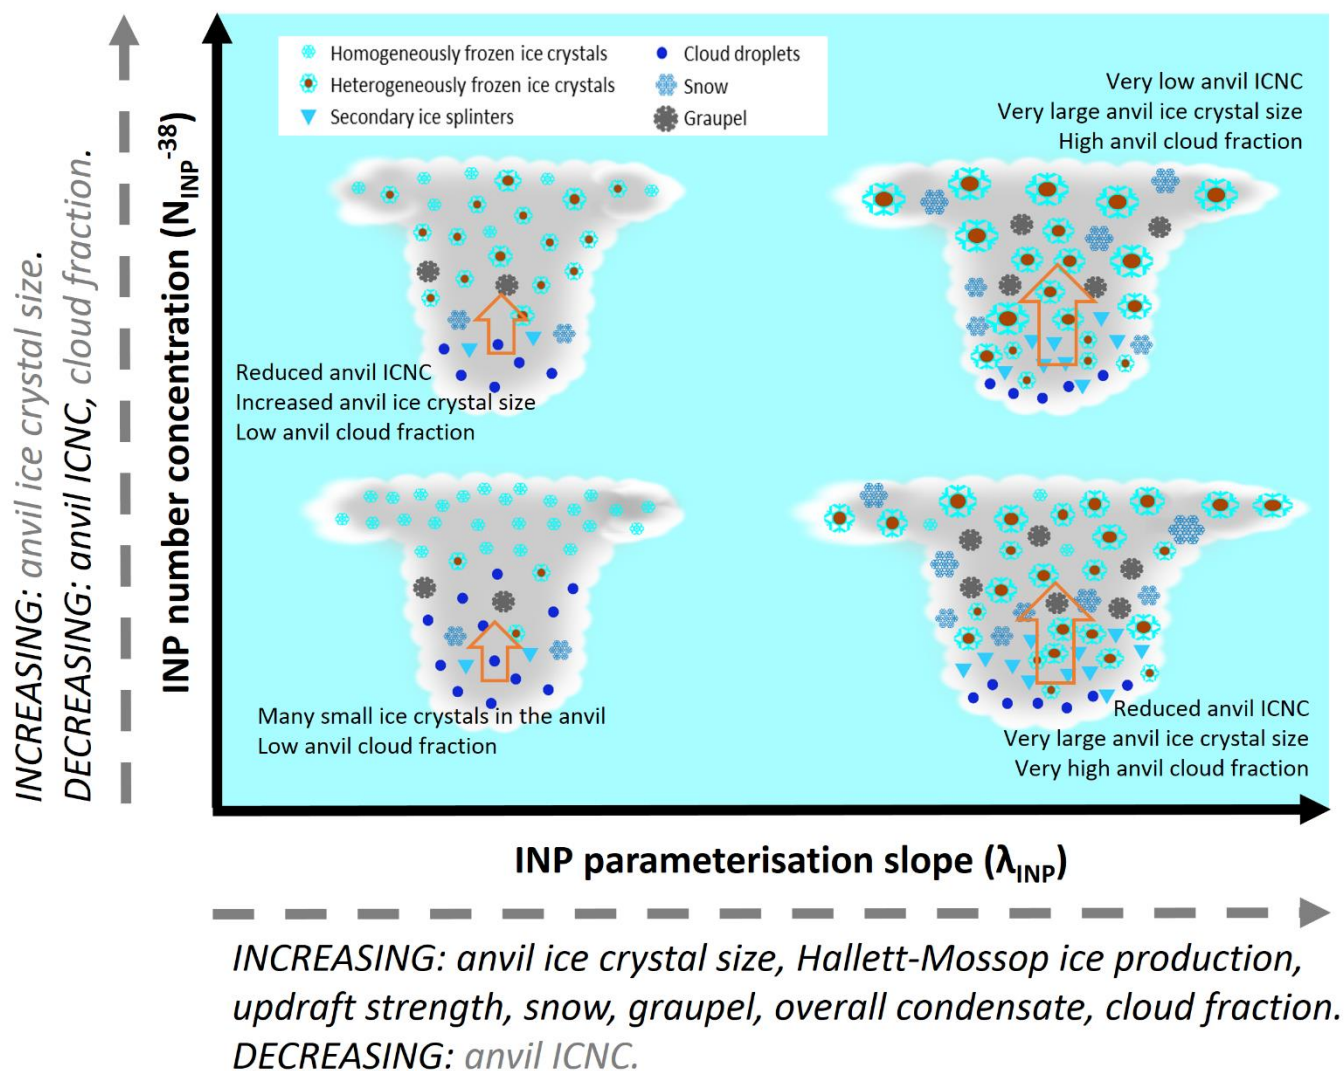 INCREASING: anvil ice crystal size.
DECREASING: anvil ICNC, cloud fraction.
INP number concentration (N_INP^-38)
Homogeneously frozen ice crystals
Heterogeneously frozen ice crystals
Secondary ice splinters
Cloud droplets
Snow
Graupel
Very low anvil ICNC
Very large anvil ice crystal size
High anvil cloud fraction
Reduced anvil ICNC
Increased anvil ice crystal size
Low anvil cloud fraction
Many small ice crystals in the anvil
Low anvil cloud fraction
Reduced anvil ICNC
Very large anvil ice crystal size
Very high anvil cloud fraction
INP parameterisation slope (λ_INP)
INCREASING: anvil ice crystal size, Hallett-Mossop ice production,
updraft strength, snow, graupel, overall condensate, cloud fraction.
DECREASING: anvil ICNC.